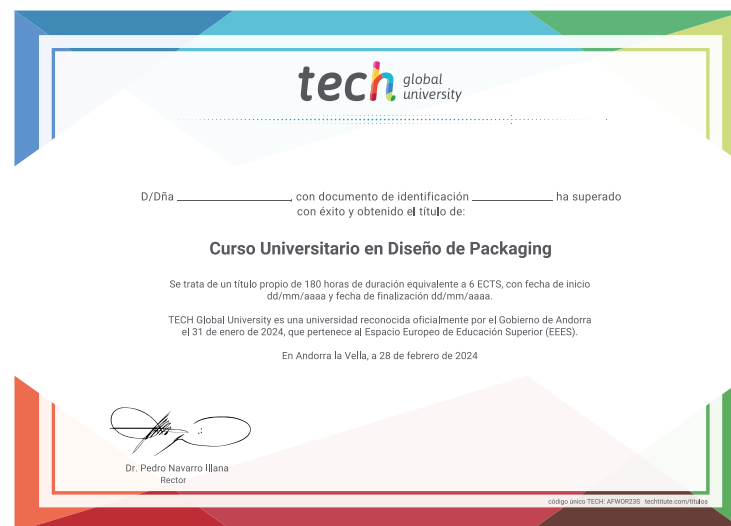 tech global university
D/Dña ____________, con documento de identificación ____________ ha superado
con éxito y obtenido el título de:
Curso Universitario en Diseño de Packaging
Se trata de un título propio de 180 horas de duración equivalente a 6 ECTS, con fecha de inicio
dd/mm/aaaa y fecha de finalización dd/mm/aaaa.
TECH Global University es una universidad reconocida oficialmente por el Gobierno de Andorra
el 31 de enero de 2024, que pertenece al Espacio Europeo de Educación Superior (EEES).
En Andorra la Vella, a 28 de febrero de 2024
Dr. Pedro Navarro Illana
Rector
código único TECH: AFWOR23S techtitute.com/titulos